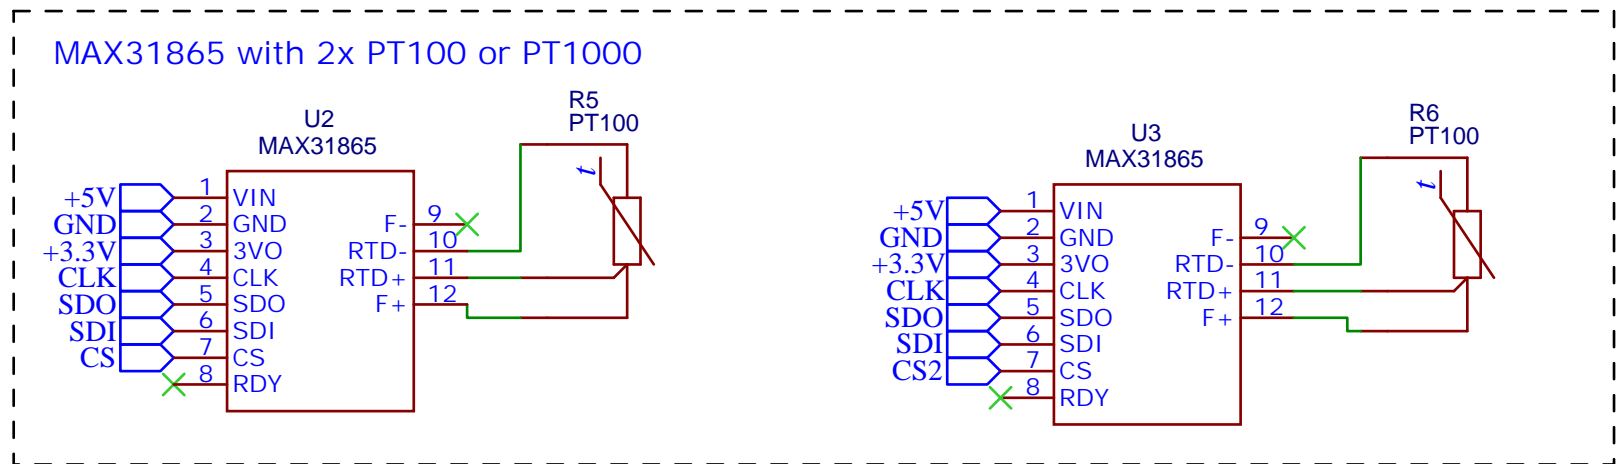 MAX31865 with 2x PT100 or PT1000
U2
MAX31865
R5
PT100
+5V 1 VIN
GND 2 GND
+3.3V 3 3VO
CLK 4 CLK
SDO 5 SDO
SDI 6 SDI
CS 7 CS
8 RDY
F- 9
RTD- 10
RTD+ 11
F+ 12
t
U3
MAX31865
R6
PT100
+5V 1 VIN
GND 2 GND
+3.3V 3 3VO
CLK 4 CLK
SDO 5 SDO
SDI 6 SDI
CS2 7 CS
8 RDY
F- 9
RTD- 10
RTD+ 11
F+ 12
t